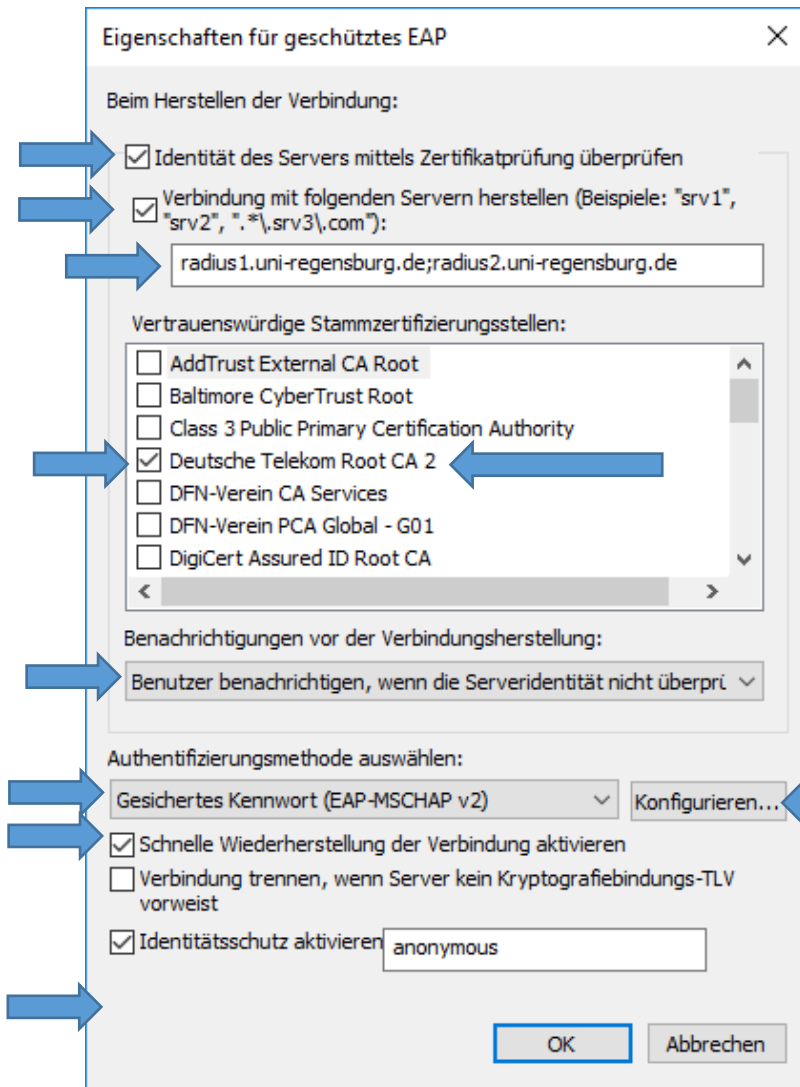 Eigenschaften für geschütztes EAP
Beim Herstellen der Verbindung:
Identität des Servers mittels Zertifikatprüfung überprüfen
Verbindung mit folgenden Servern herstellen (Beispiele: "srv1",
"srv2", ".*\.srv3\.com"):
radius1.uni-regensburg.de;radius2.uni-regensburg.de
Vertrauenswürdige Stammzertifizierungsstellen:
AddTrust External CA Root
Baltimore CyberTrust Root
Class 3 Public Primary Certification Authority
Deutsche Telekom Root CA 2
DFN-Verein CA Services
DFN-Verein PCA Global - G01
DigiCert Assured ID Root CA
Benachrichtigungen vor der Verbindungsherstellung:
Benutzer benachrichtigen, wenn die Serveridentität nicht überprü
Authentifizierungsmethode auswählen:
Gesichertes Kennwort (EAP-MSCHAP v2) Konfigurieren...
Schnelle Wiederherstellung der Verbindung aktivieren
Verbindung trennen, wenn Server kein Kryptografiebindungs-TLV
vorweist
Identitätsschutz aktivieren anonymous
OK Abbrechen